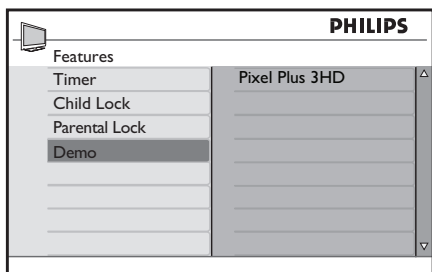 PHILIPS
Features
Timer
Pixel Plus 3HD
Child Lock
Parental Lock
Demo